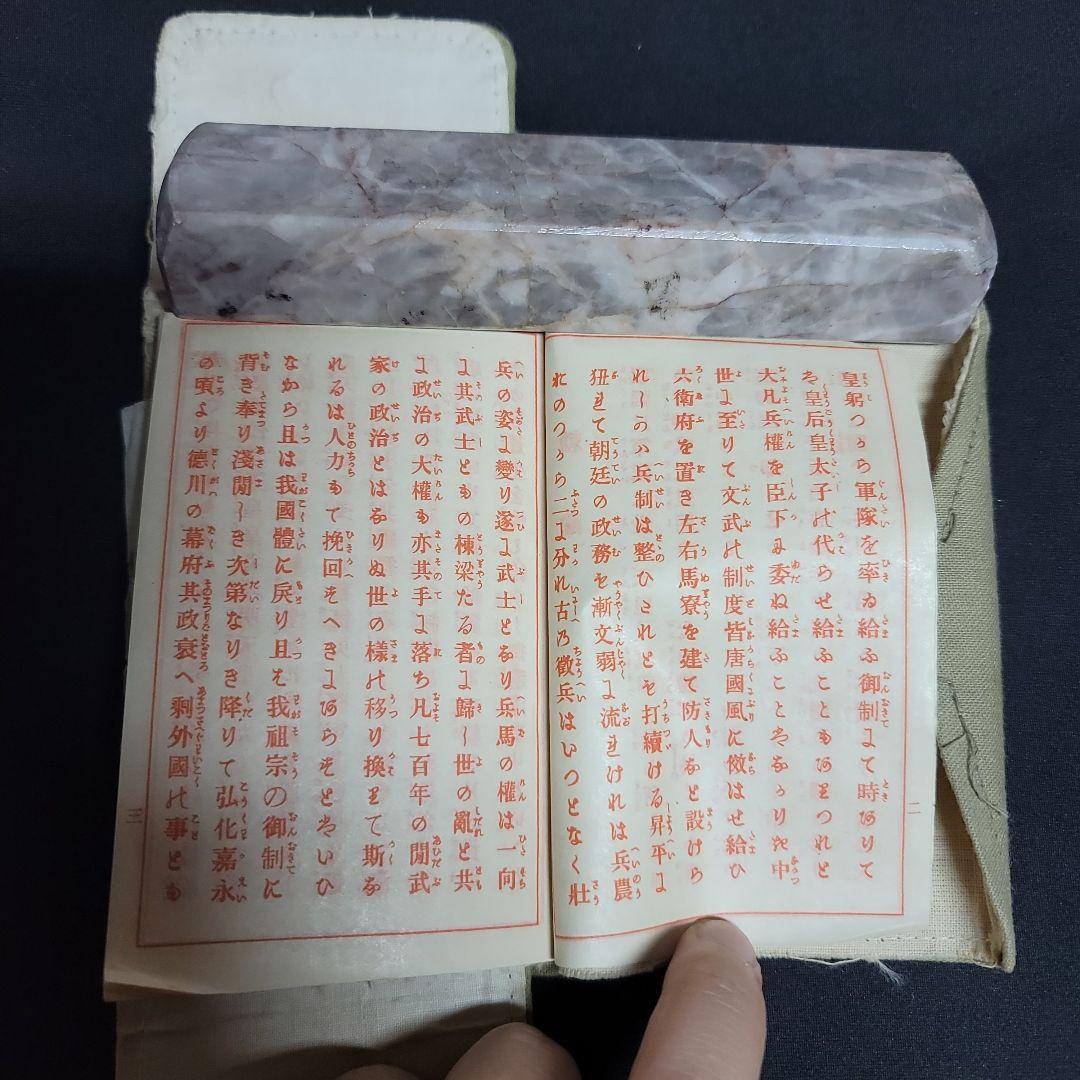 皇躬つから軍隊を率ゐ給ふ御制にて時ありて
は皇后皇太子の代らせ給ふこともありつれと
大凡兵權を臣下に委ね給ふことはなかりき中
世に至りて文武の制度皆唐國風に傚はせ給ひ
六衛府を置き左右馬寮を建て防人なと設けら
れしかハ兵制は整ひたれとも打續ける昇平に
狃れて朝廷の政務も漸文弱に流れけれは兵農
おのつから二に分れ古乃徵兵はいつとなく壯
二
兵の姿に變り遂に武士となり兵馬の權は一向
に其武士ともの棟梁たる者に歸し世の亂と共
に政治の大權も亦其手に落ち凡七百年の間武
家の政治とはなりぬ世の樣の移り換りて斯な
れるは人力もて挽回すへきにあらすとはいひ
なから且は我國體に戾り且は我祖宗の御制に
背き奉り淺間しき次第なりき降りて弘化嘉永
の頃より德川の幕府其政衰へ剩外國の事とも
三